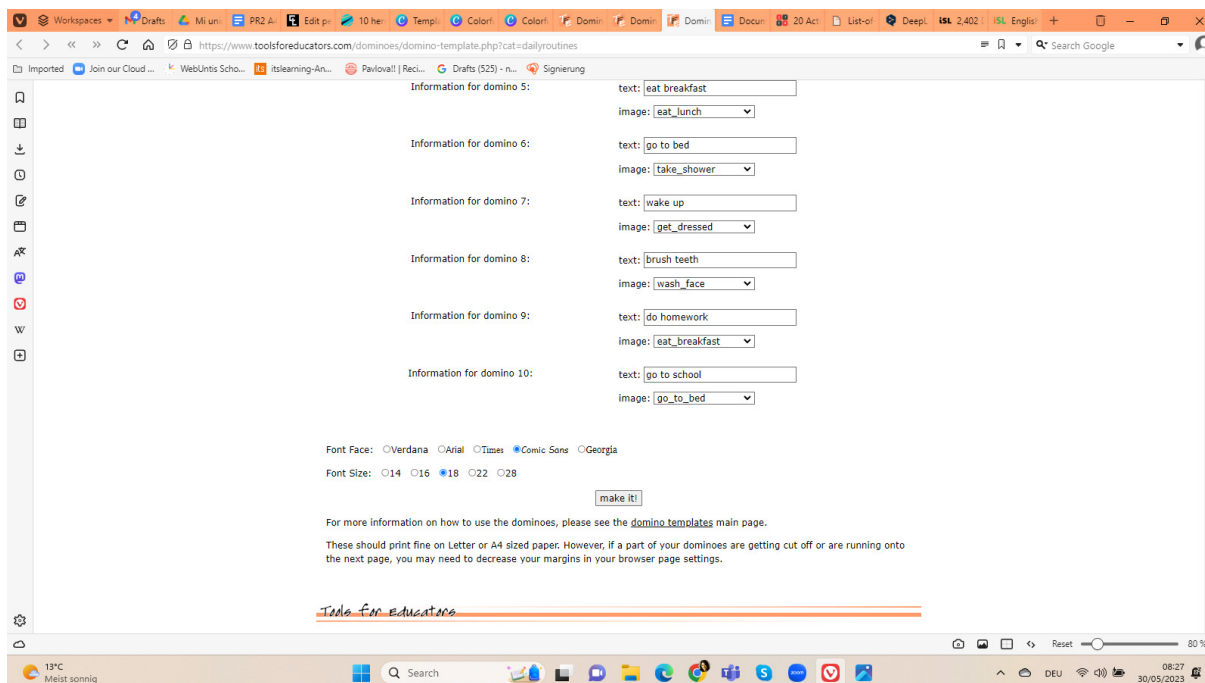 Workspaces Drafts Mi uni PR2 A Edit pe 10 her Templ Colorf Colorf Domin Domin Domin Docum 20 Act List-of DeepL 2,402 English
https://www.toolsforeducators.com/dominoes/domino-template.php?cat=dailyroutines Search Google
Imported Join our Cloud ... WebUntis Scho... itslearning-An... Pavlova!! | Reci... Drafts (525) - n... Signierung
Information for domino 5: text: eat breakfast
image: eat_lunch
Information for domino 6: text: go to bed
image: take_shower
Information for domino 7: text: wake up
image: get_dressed
Information for domino 8: text: brush teeth
image: wash_face
Information for domino 9: text: do homework
image: eat_breakfast
Information for domino 10: text: go to school
image: go_to_bed
Font Face: Verdana Arial Times Comic Sans Georgia
Font Size: 14 16 18 22 28
make it!
For more information on how to use the dominoes, please see the domino templates main page.
These should print fine on Letter or A4 sized paper. However, if a part of your dominoes are getting cut off or are running onto
the next page, you may need to decrease your margins in your browser page settings.
Tools for Educators
Reset 80 %
13°C
Meist sonnig
Search
DEU
08:27
30/05/2023